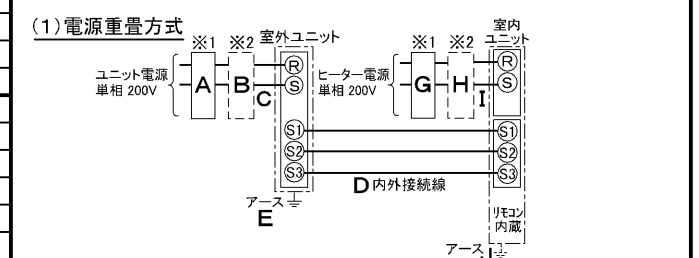 (1)電源重畳方式
※1 ※2 室外ユニット
ユニット電源
単相 200V
A B C
R
S
S1
S2
S3
アース
E
※1 ※2
室内
ユニット
ヒーター電源
単相 200V
G H I
R
S
S1
S2
S3
D 内外接続線
リモコン
内蔵
アース